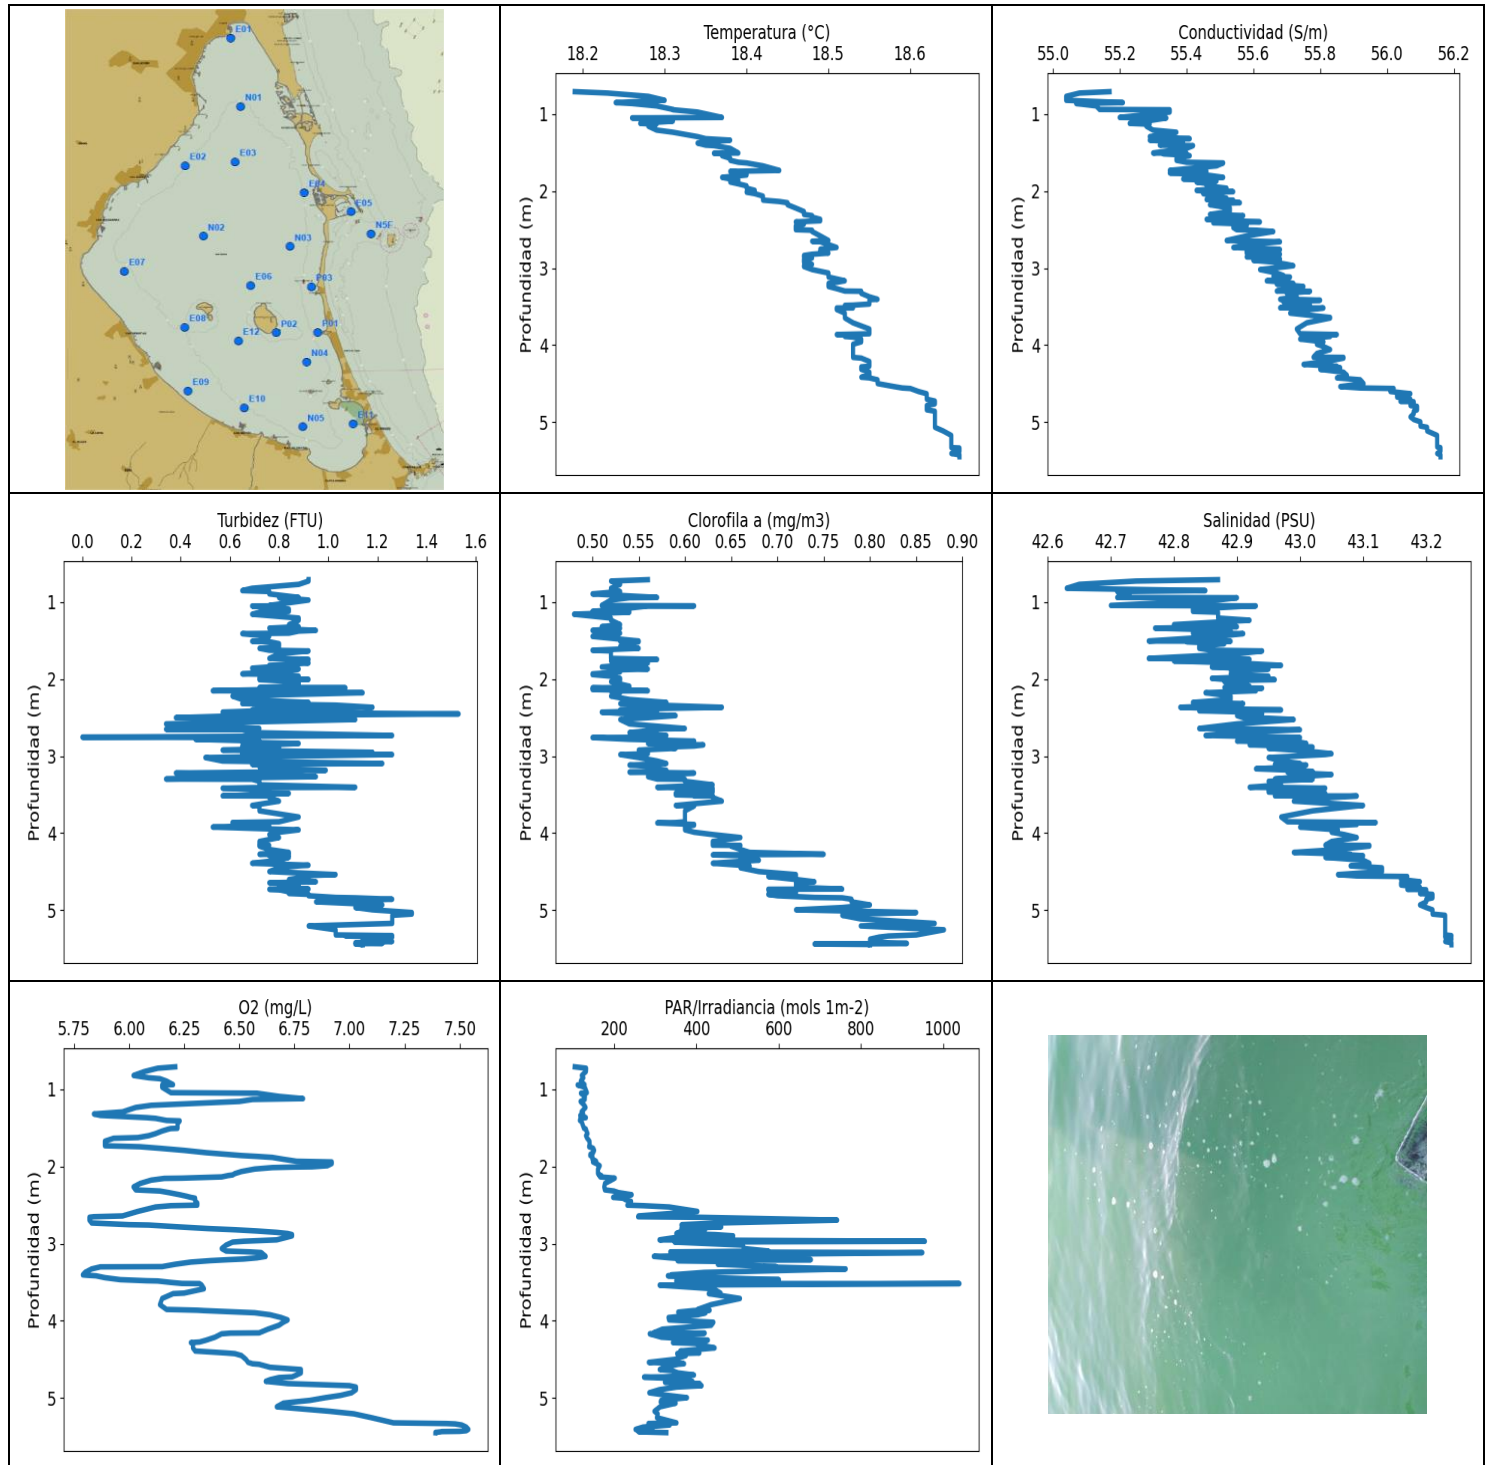 E01
N01
E02
E03
E04
E05
N5E
N02
N03
E07
E06
P03
E08
P02
P01
E12
N04
E09
E10
N05
E11
Temperatura (°C)
18.2 18.3 18.4 18.5 18.6
Profundidad (m)
1
2
3
4
5
Conductividad (S/m)
55.0 55.2 55.4 55.6 55.8 56.0 56.2
Profundidad (m)
1
2
3
4
5
Turbidez (FTU)
0.0 0.2 0.4 0.6 0.8 1.0 1.2 1.4 1.6
Profundidad (m)
1
2
3
4
5
Clorofila a (mg/m3)
0.50 0.55 0.60 0.65 0.70 0.75 0.80 0.85 0.90
Profundidad (m)
1
2
3
4
5
Salinidad (PSU)
42.6 42.7 42.8 42.9 43.0 43.1 43.2
Profundidad (m)
1
2
3
4
5
O2 (mg/L)
5.75 6.00 6.25 6.50 6.75 7.00 7.25 7.50
Profundidad (m)
1
2
3
4
5
PAR/Irradiancia (mols 1m-2)
200 400 600 800 1000
Profundidad (m)
1
2
3
4
5